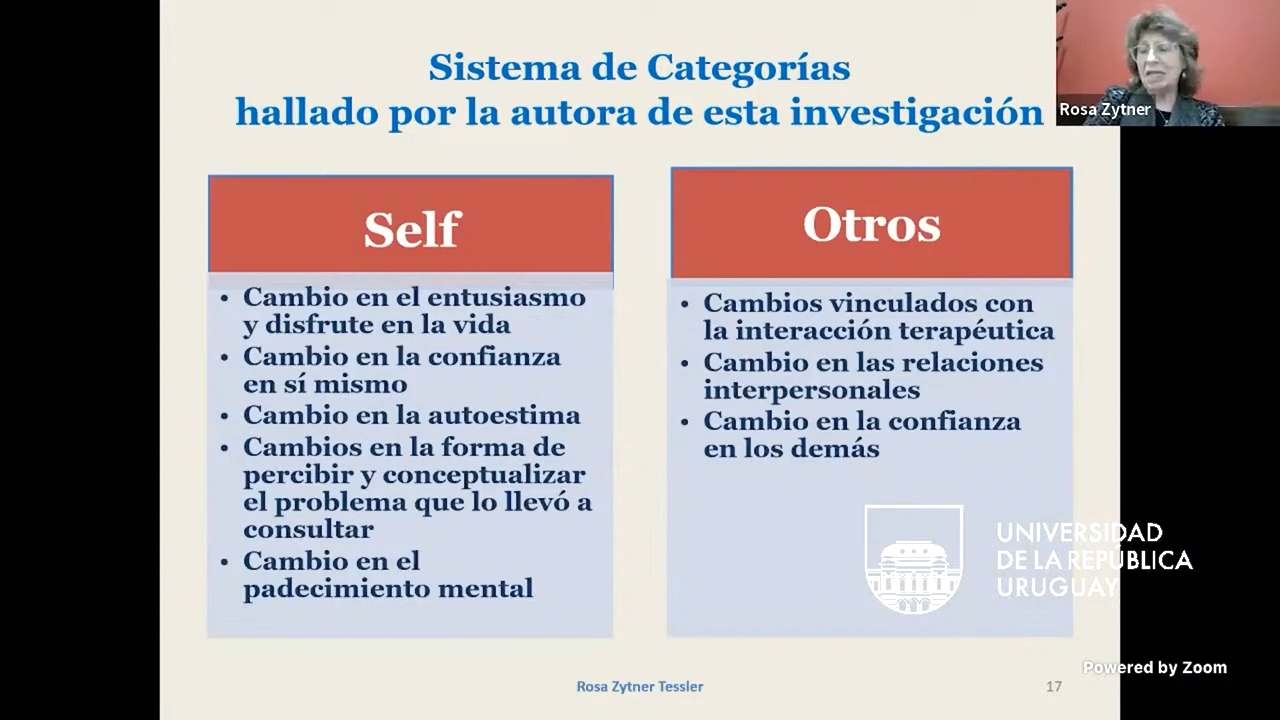 Sistema de Categorías
hallado por la autora de esta investigación
Rosa Zytner
Self
• Cambio en el entusiasmo
y disfrute en la vida
• Cambio en la confianza
en sí mismo
• Cambio en la autoestima
• Cambios en la forma de
percibir y conceptualizar
el problema que lo llevó a
consultar
• Cambio en el
padecimiento mental
Otros
• Cambios vinculados con
la interacción terapéutica
• Cambio en las relaciones
interpersonales
• Cambio en la confianza
en los demás
UNIVERSIDAD
DE LA REPÚBLICA
URUGUAY
Powered by Zoom
Rosa Zytner Tessler
17